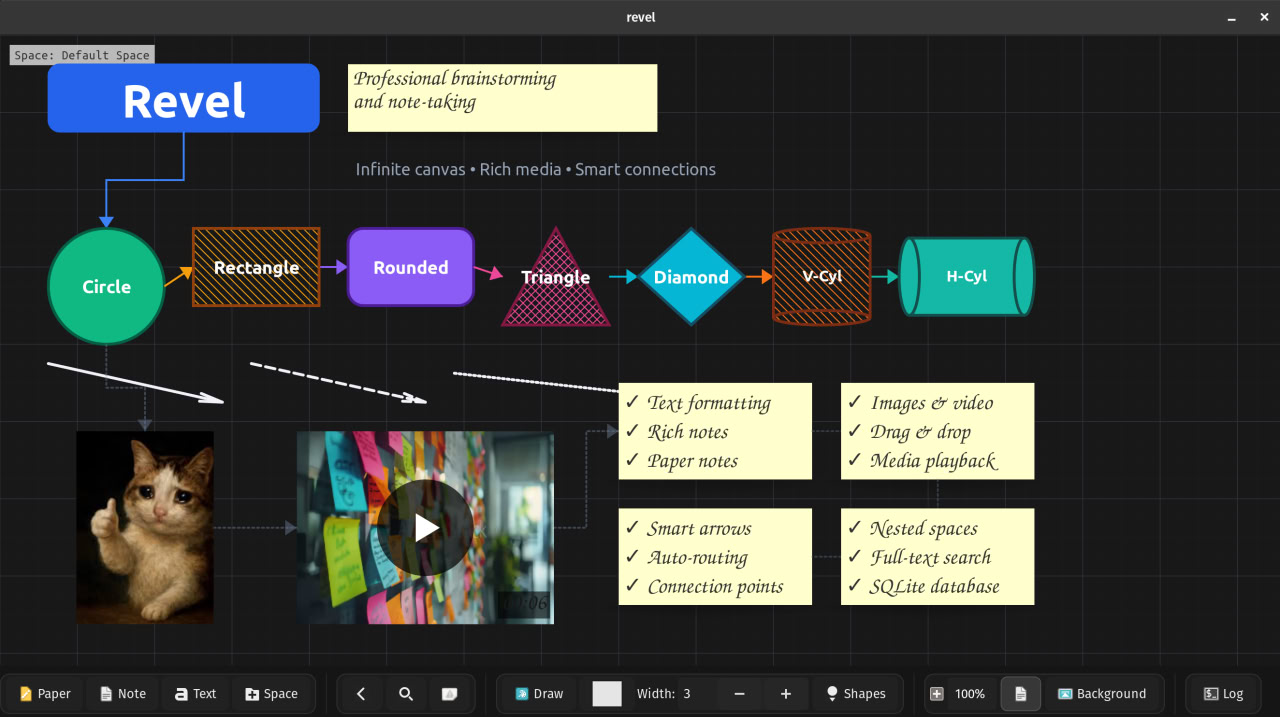 revel
Space: Default Space
Revel
Professional brainstorming
and note-taking
Infinite canvas • Rich media • Smart connections
Circle
Rectangle
Rounded
Triangle
Diamond
V-Cyl
H-Cyl
✓ Text formatting
✓ Rich notes
✓ Paper notes
✓ Images & video
✓ Drag & drop
✓ Media playback
✓ Smart arrows
✓ Auto-routing
✓ Connection points
✓ Nested spaces
✓ Full-text search
✓ SQLite database
Paper Note Text Space Draw Width: 3 Shapes 100% Background Log